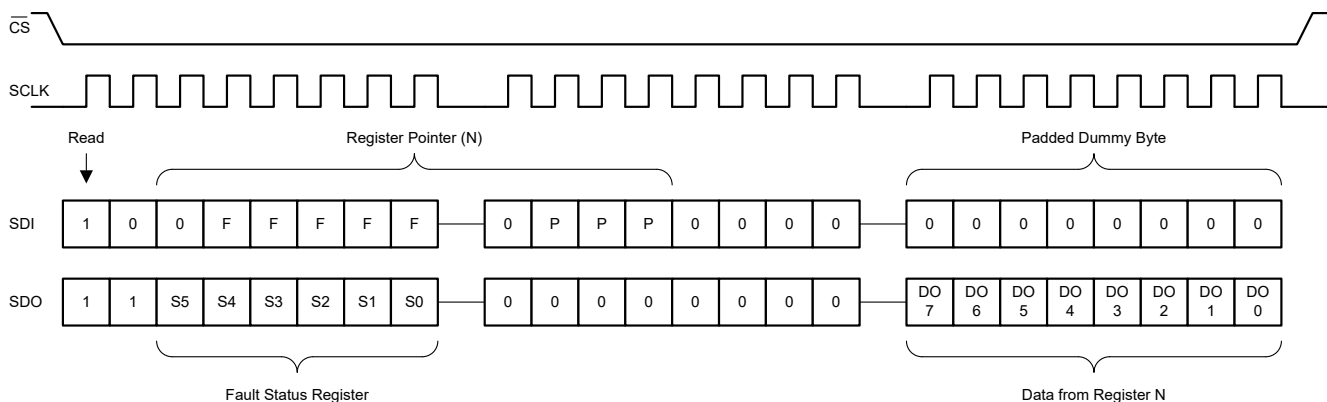 CS
SCLK
Read
Register Pointer (N)
Padded Dummy Byte
SDI 1 0 0 F F F F F 0 P P P 0 0 0 0 0 0 0 0 0 0 0 0
SDO 1 1 S5 S4 S3 S2 S1 S0 0 0 0 0 0 0 0 0 DO 7 DO 6 DO 5 DO 4 DO 3 DO 2 DO 1 DO 0
Fault Status Register
Data from Register N